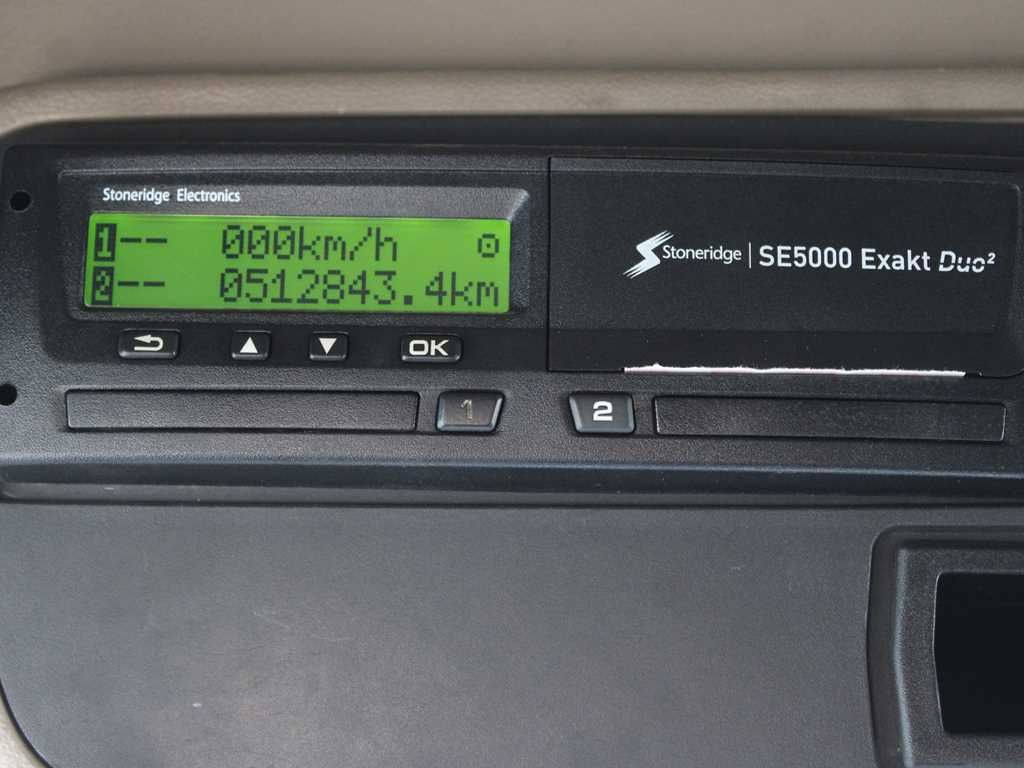 Stoneridge Electronics
1-- 000km/h
2-- 0512843.4km
OK
1
2
Stoneridge | SE5000 Exakt Duo²